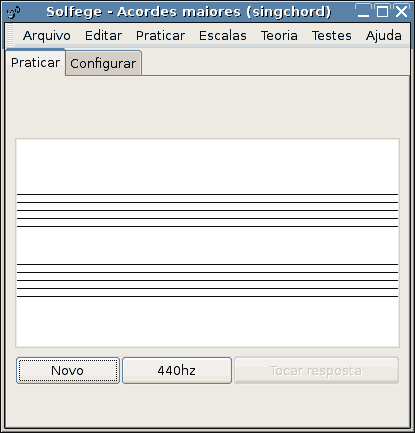 Solfege - Acordes maiores (singchord)
Arquivo Editar Praticar Escalas Teoria Testes Ajuda
Praticar Configurar
Novo 440hz Tocar resposta